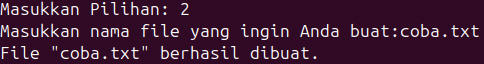 Masukkan Pilihan: 2
Masukkan nama file yang ingin Anda buat:coba.txt
File "coba.txt" berhasil dibuat.